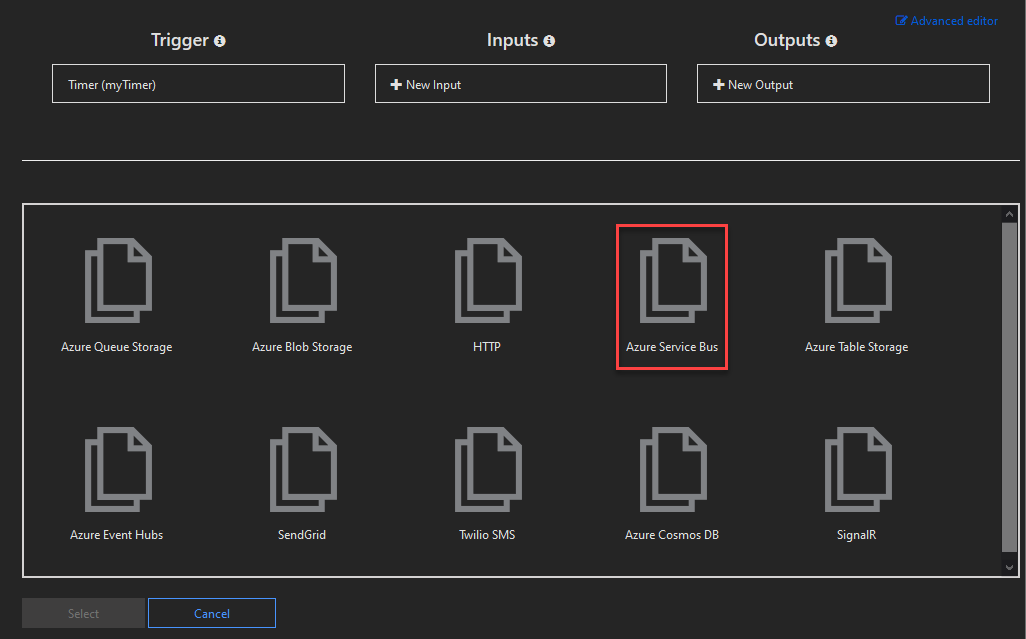 Advanced editor
Trigger
Inputs
Outputs
Timer (myTimer)
New Input
New Output
Azure Queue Storage
Azure Blob Storage
HTTP
Azure Service Bus
Azure Table Storage
Azure Event Hubs
SendGrid
Twilio SMS
Azure Cosmos DB
SignalR
Select
Cancel